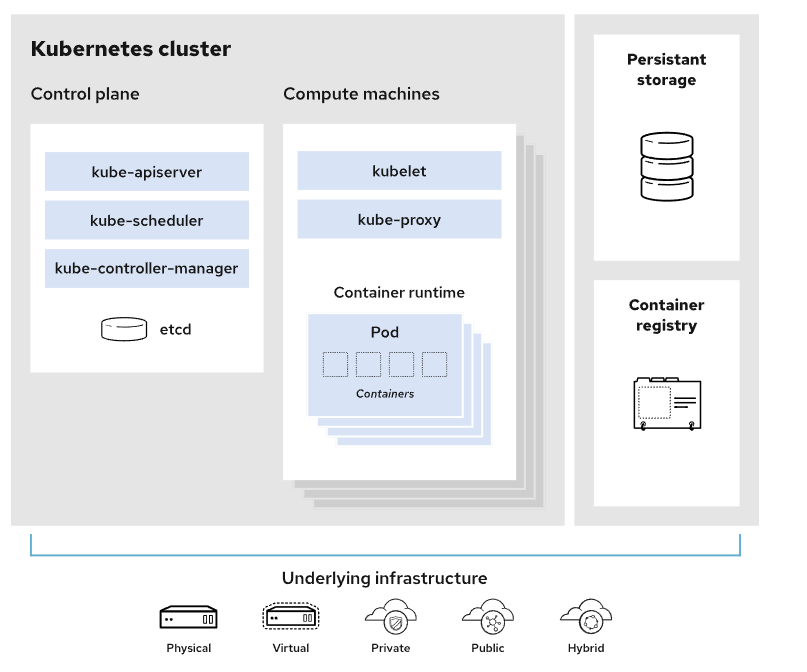 Kubernetes cluster
Control plane
kube-apiserver
kube-scheduler
kube-controller-manager
etcd
Compute machines
kubelet
kube-proxy
Container runtime
Pod
Containers
Persistant
storage
Container
registry
Underlying infrastructure
Physical
Virtual
Private
Public
Hybrid